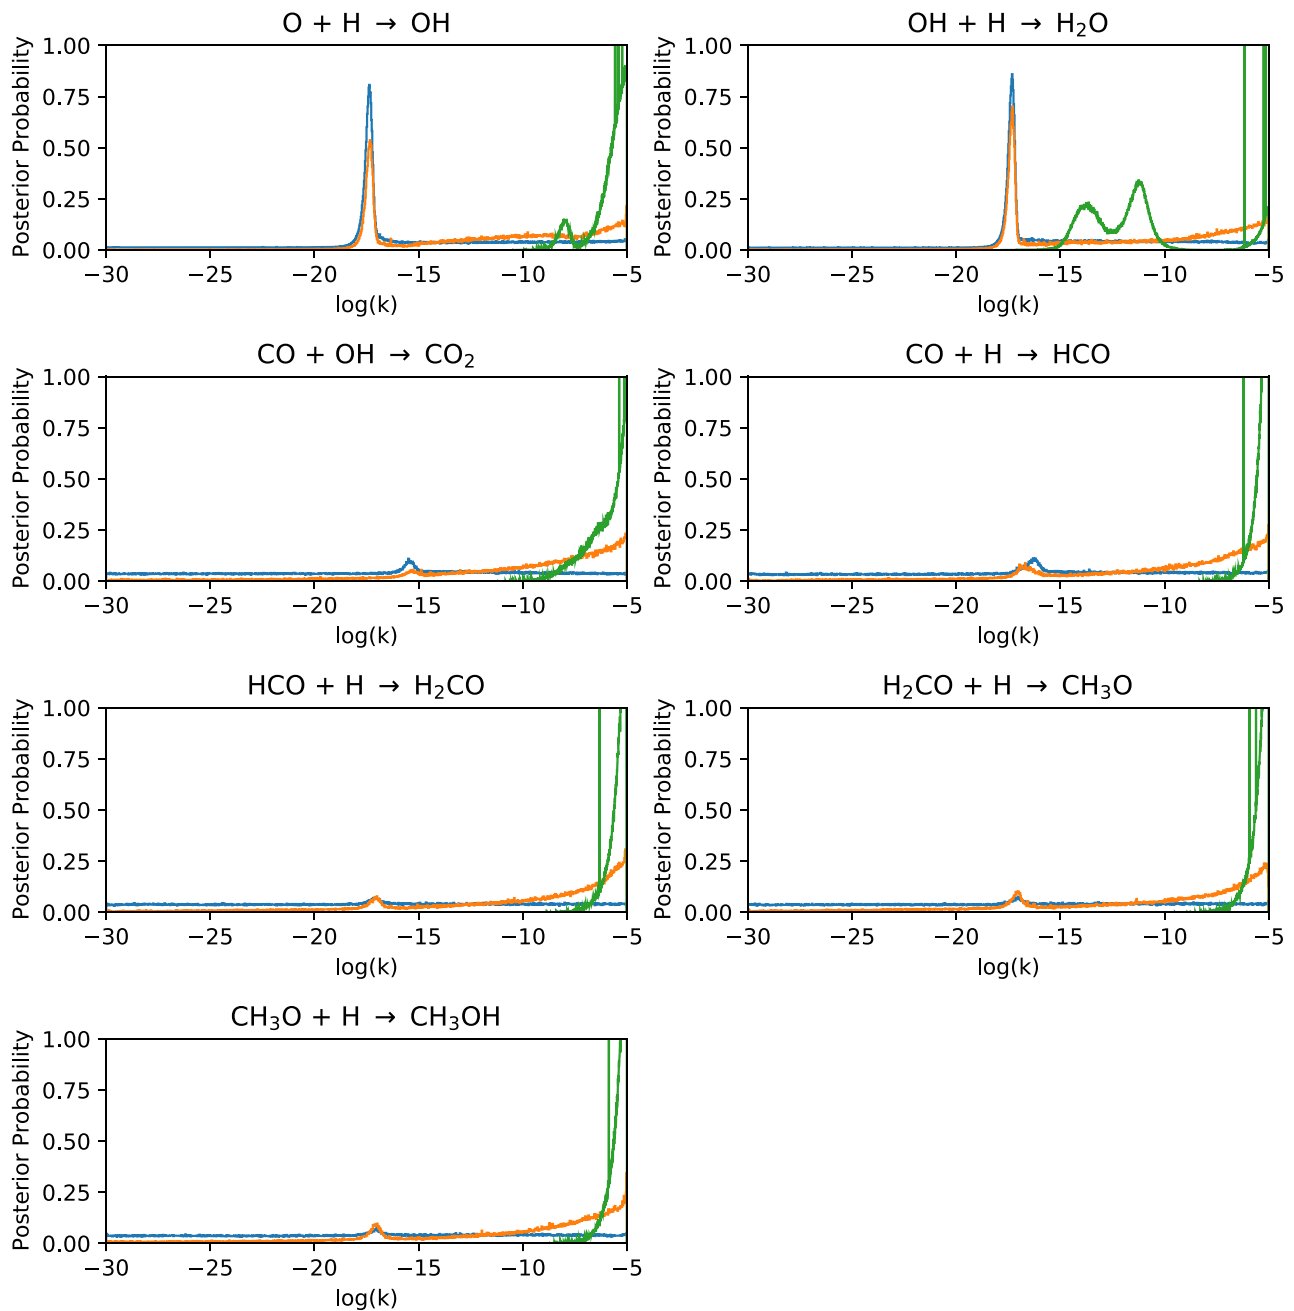 O + H → OH
Posterior Probability
1.00
0.75
0.50
0.25
0.00
−30 −25 −20 −15 −10 −5
log(k)
OH + H → H₂O
Posterior Probability
1.00
0.75
0.50
0.25
0.00
−30 −25 −20 −15 −10 −5
log(k)
CO + OH → CO₂
Posterior Probability
1.00
0.75
0.50
0.25
0.00
−30 −25 −20 −15 −10 −5
log(k)
CO + H → HCO
Posterior Probability
1.00
0.75
0.50
0.25
0.00
−30 −25 −20 −15 −10 −5
log(k)
HCO + H → H₂CO
Posterior Probability
1.00
0.75
0.50
0.25
0.00
−30 −25 −20 −15 −10 −5
log(k)
H₂CO + H → CH₃O
Posterior Probability
1.00
0.75
0.50
0.25
0.00
−30 −25 −20 −15 −10 −5
log(k)
CH₃O + H → CH₃OH
Posterior Probability
1.00
0.75
0.50
0.25
0.00
−30 −25 −20 −15 −10 −5
log(k)